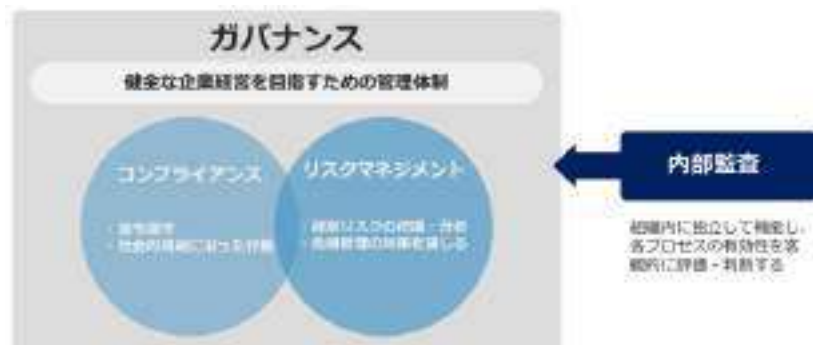 ガバナンス
健全な企業経営を目指すための管理体制
コンプライアンス
リスクマネジメント
・法令遵守
・社会的規範に沿った行動
・経営リスクの把握・分析
・危機管理の対策を講じる
内部監査
組織内に独立して機能し、
各プロセスの有効性を客
観的に評価・判断する